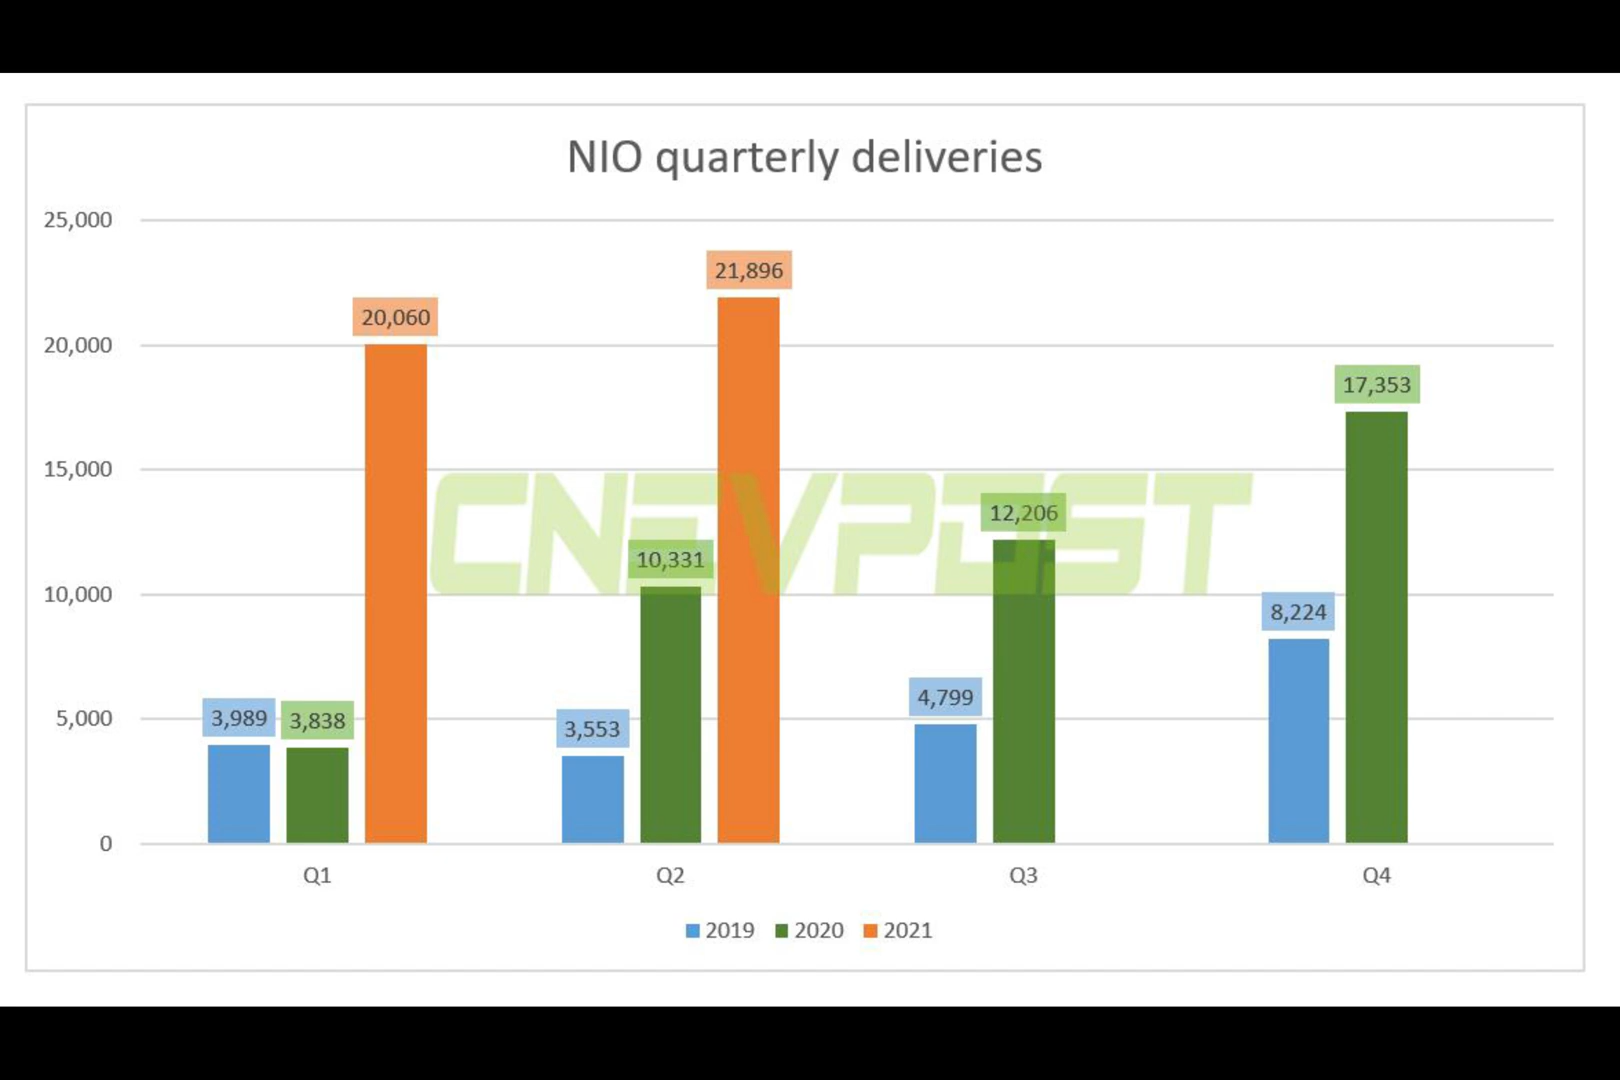 NIO quarterly deliveries
25,000
20,000
15,000
10,000
5,000
0
3,989
3,838
20,060
3,553
10,331
21,896
4,799
12,206
8,224
17,353
CNEVPOST
Q1
Q2
Q3
Q4
2019 2020 2021